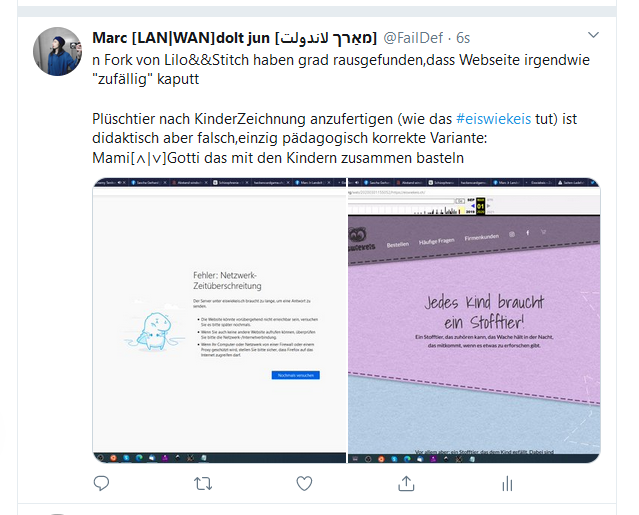 Marc [LAN|WAN]dolt jun [מאַרך לاندولت] @FailDef · 6s
n Fork von Lilo&&Stitch haben grad rausgefunden,dass Webseite irgendwie
"zufällig" kaputt
Plüschtier nach KinderZeichnung anzufertigen (wie das #eiswiekeis tut) ist
didaktisch aber falsch,einzig pädagogisch korrekte Variante:
Mami[∧|∨]Gotti das mit den Kindern zusammen basteln
Fehler: Netzwerk-
Zeitüberschreitung
Der Server unter eiswiekeis.ch braucht zu lange, um eine Antwort zu
senden.
Die Website könnte vorübergehend nicht erreichbar sein, versuchen
Sie es bitte später nochmals.
Wenn Sie auch keine andere Website aufrufen können, überprüfen
Sie bitte die Netzwerk-/Internetverbindung.
Wenn Ihr Computer oder Netzwerk von einer Firewall oder einem
Proxy geschützt wird, stellen Sie bitte sicher, dass Firefox auf das
Internet zugreifen darf.
Nochmals versuchen
SEP
01
2019
Bestellen
Häufige Fragen
Firmenkunden
Jedes Kind braucht
ein Stofftier!
Ein Stofftier, das zuhören kann, das Wache hält in der Nacht,
das mitkommt, wenn es etwas zu erforschen gibt.
Vor allem aber: ein Stofftier, das dem Kind gefällt. Dabei sind